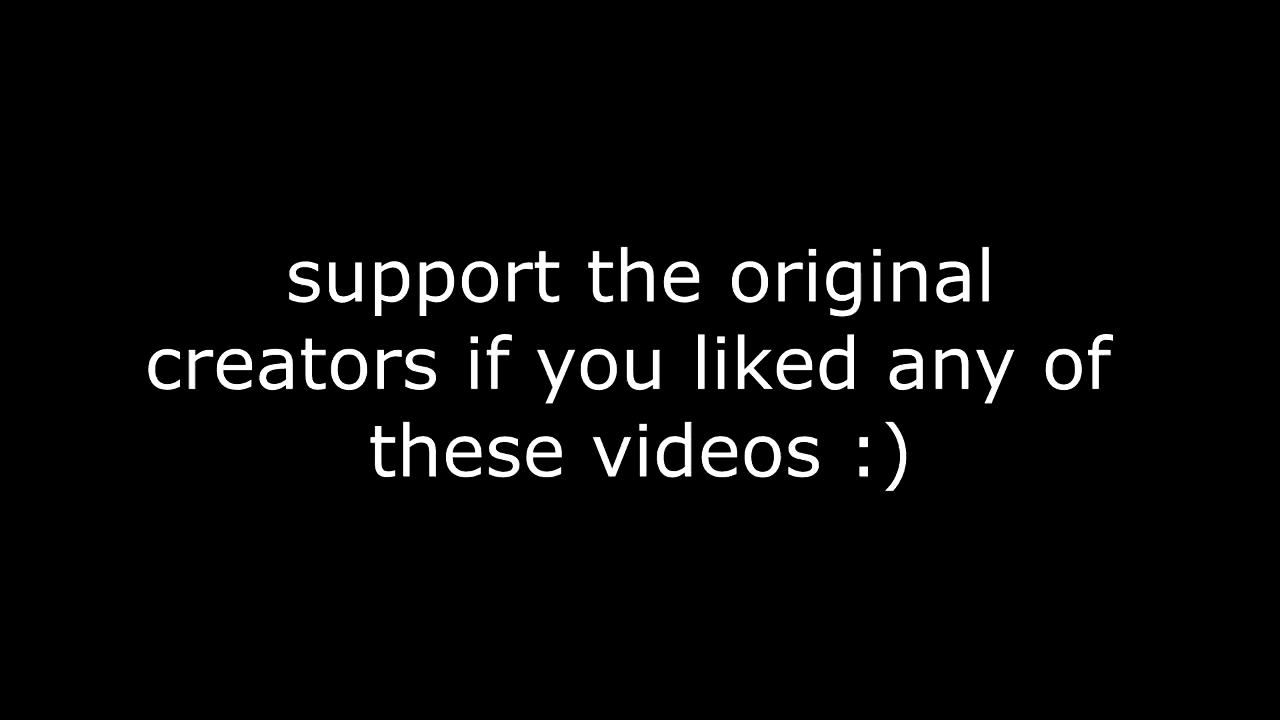 support the original
creators if you liked any of
these videos :)